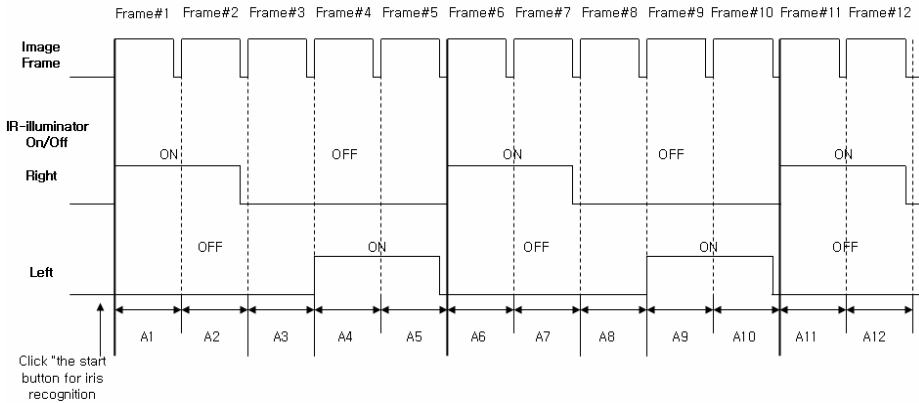 Frame#1 Frame#2 Frame#3 Frame#4 Frame#5 Frame#6 Frame#7 Frame#8 Frame#9 Frame#10 Frame#11 Frame#12
Image
Frame
IR-illuminator
On/Off
ON OFF ON OFF ON
Right
OFF ON OFF ON OFF
Left
A1 A2 A3 A4 A5 A6 A7 A8 A9 A10 A11 A12
Click "the start
button for iris
recognition